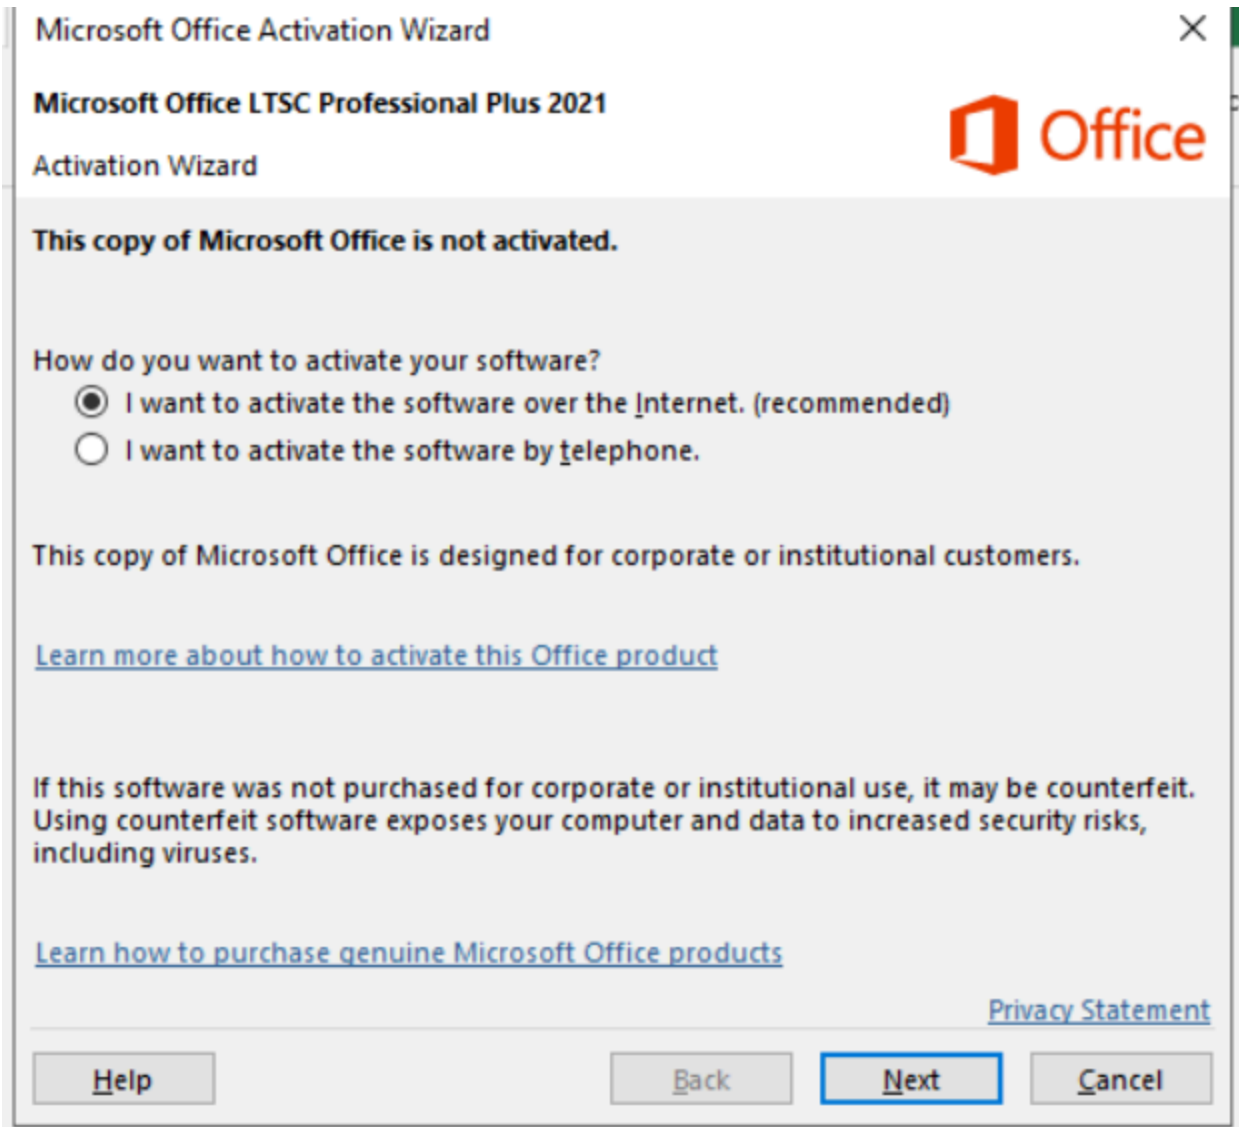 Microsoft Office Activation Wizard
Microsoft Office LTSC Professional Plus 2021
Office
Activation Wizard
This copy of Microsoft Office is not activated.
How do you want to activate your software?
I want to activate the software over the Internet. (recommended)
I want to activate the software by telephone.
This copy of Microsoft Office is designed for corporate or institutional customers.
Learn more about how to activate this Office product
If this software was not purchased for corporate or institutional use, it may be counterfeit.
Using counterfeit software exposes your computer and data to increased security risks,
including viruses.
Learn how to purchase genuine Microsoft Office products
Privacy Statement
Help
Back
Next
Cancel